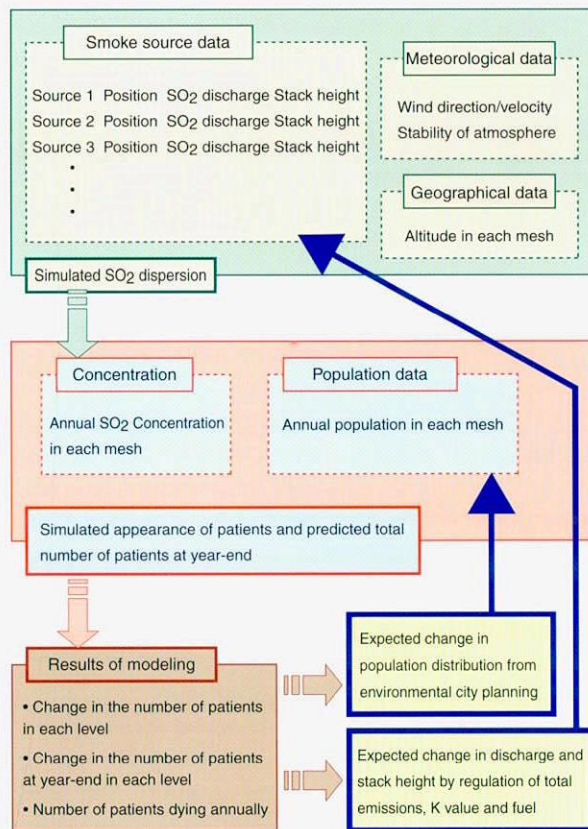 Smoke source data
Source 1 Position SO2 discharge Stack height
Source 2 Position SO2 discharge Stack height
Source 3 Position SO2 discharge Stack height
Meteorological data
Wind direction/velocity
Stability of atmosphere
Geographical data
Altitude in each mesh
Simulated SO2 dispersion
Concentration
Annual SO2 Concentration
in each mesh
Population data
Annual population in each mesh
Simulated appearance of patients and predicted total
number of patients at year-end
Results of modeling
• Change in the number of patients
in each level
• Change in the number of patients
at year-end in each level
• Number of patients dying annually
Expected change in
population distribution from
environmental city planning
Expected change in discharge and
stack height by regulation of total
emissions, K value and fuel